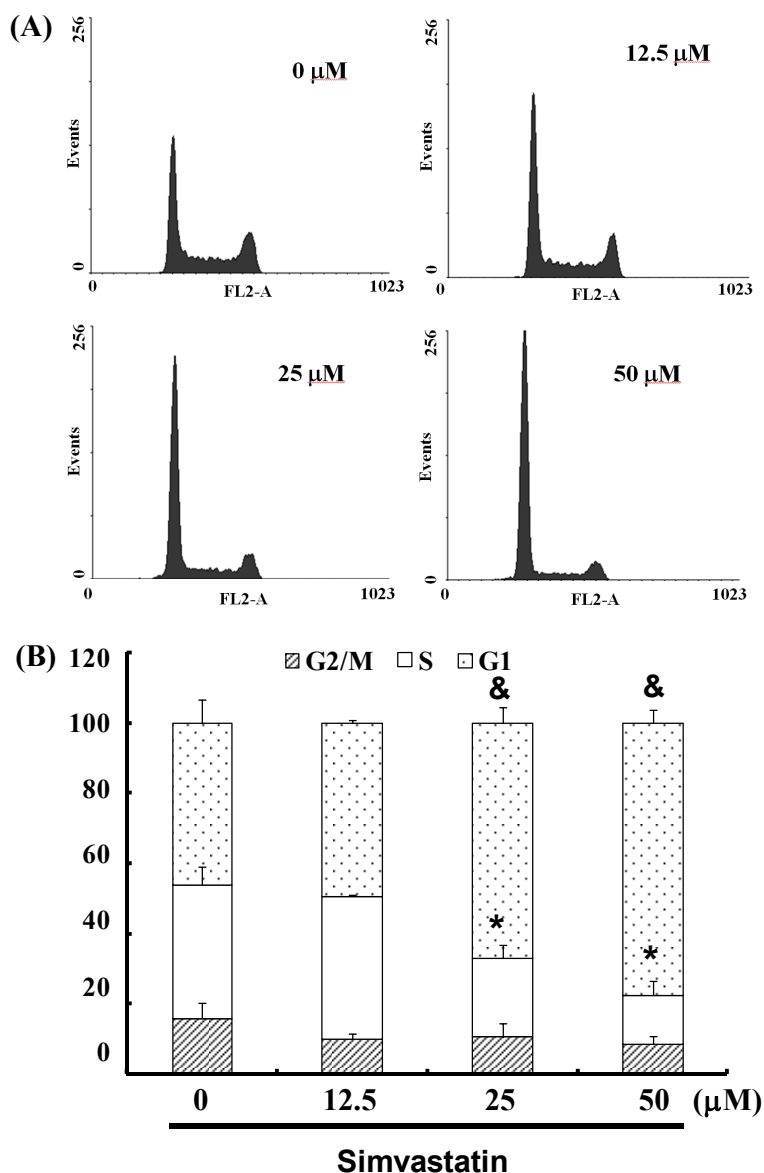 (A)
256
Events
0
0 μM
0
FL2-A
1023
256
Events
0
12.5 μM
0
FL2-A
1023
256
Events
0
25 μM
0
FL2-A
1023
256
Events
0
50 μM
0
FL2-A
1023
(B)
120
G2/M S G1
& &
100
80
60
40
* *
20
0
0 12.5 25 50 (μM)
Simvastatin